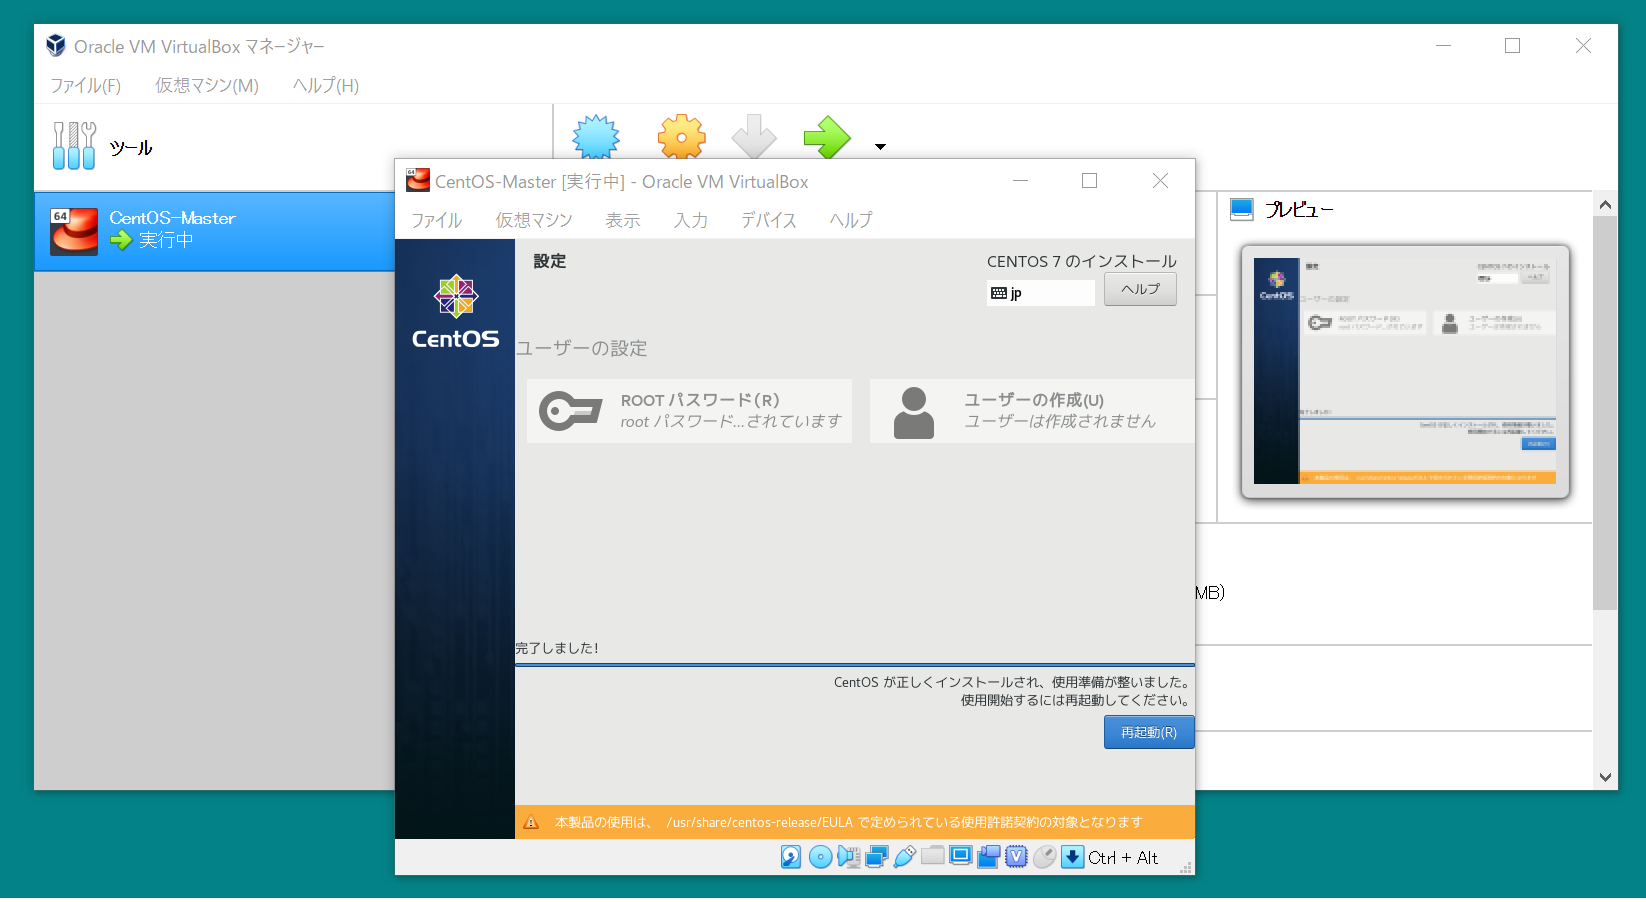 Oracle VM VirtualBox マネージャー
ファイル(F) 仮想マシン(M) ヘルプ(H)
ツール
64
CentOS-Master
実行中
プレビュー
MB)
64
CentOS-Master [実行中] - Oracle VM VirtualBox
ファイル 仮想マシン 表示 入力 デバイス ヘルプ
CentOS
設定
CENTOS 7 のインストール
jp
ヘルプ
ユーザーの設定
ROOT パスワード(R)
root パスワード...されています
ユーザーの作成(U)
ユーザーは作成されません
完了しました!
CentOS が正しくインストールされ、使用準備が整いました。
使用開始するには再起動してください。
再起動(R)
本製品の使用は、 /usr/share/centos-release/EULA で定められている使用許諾契約の対象となります
Ctrl + Alt